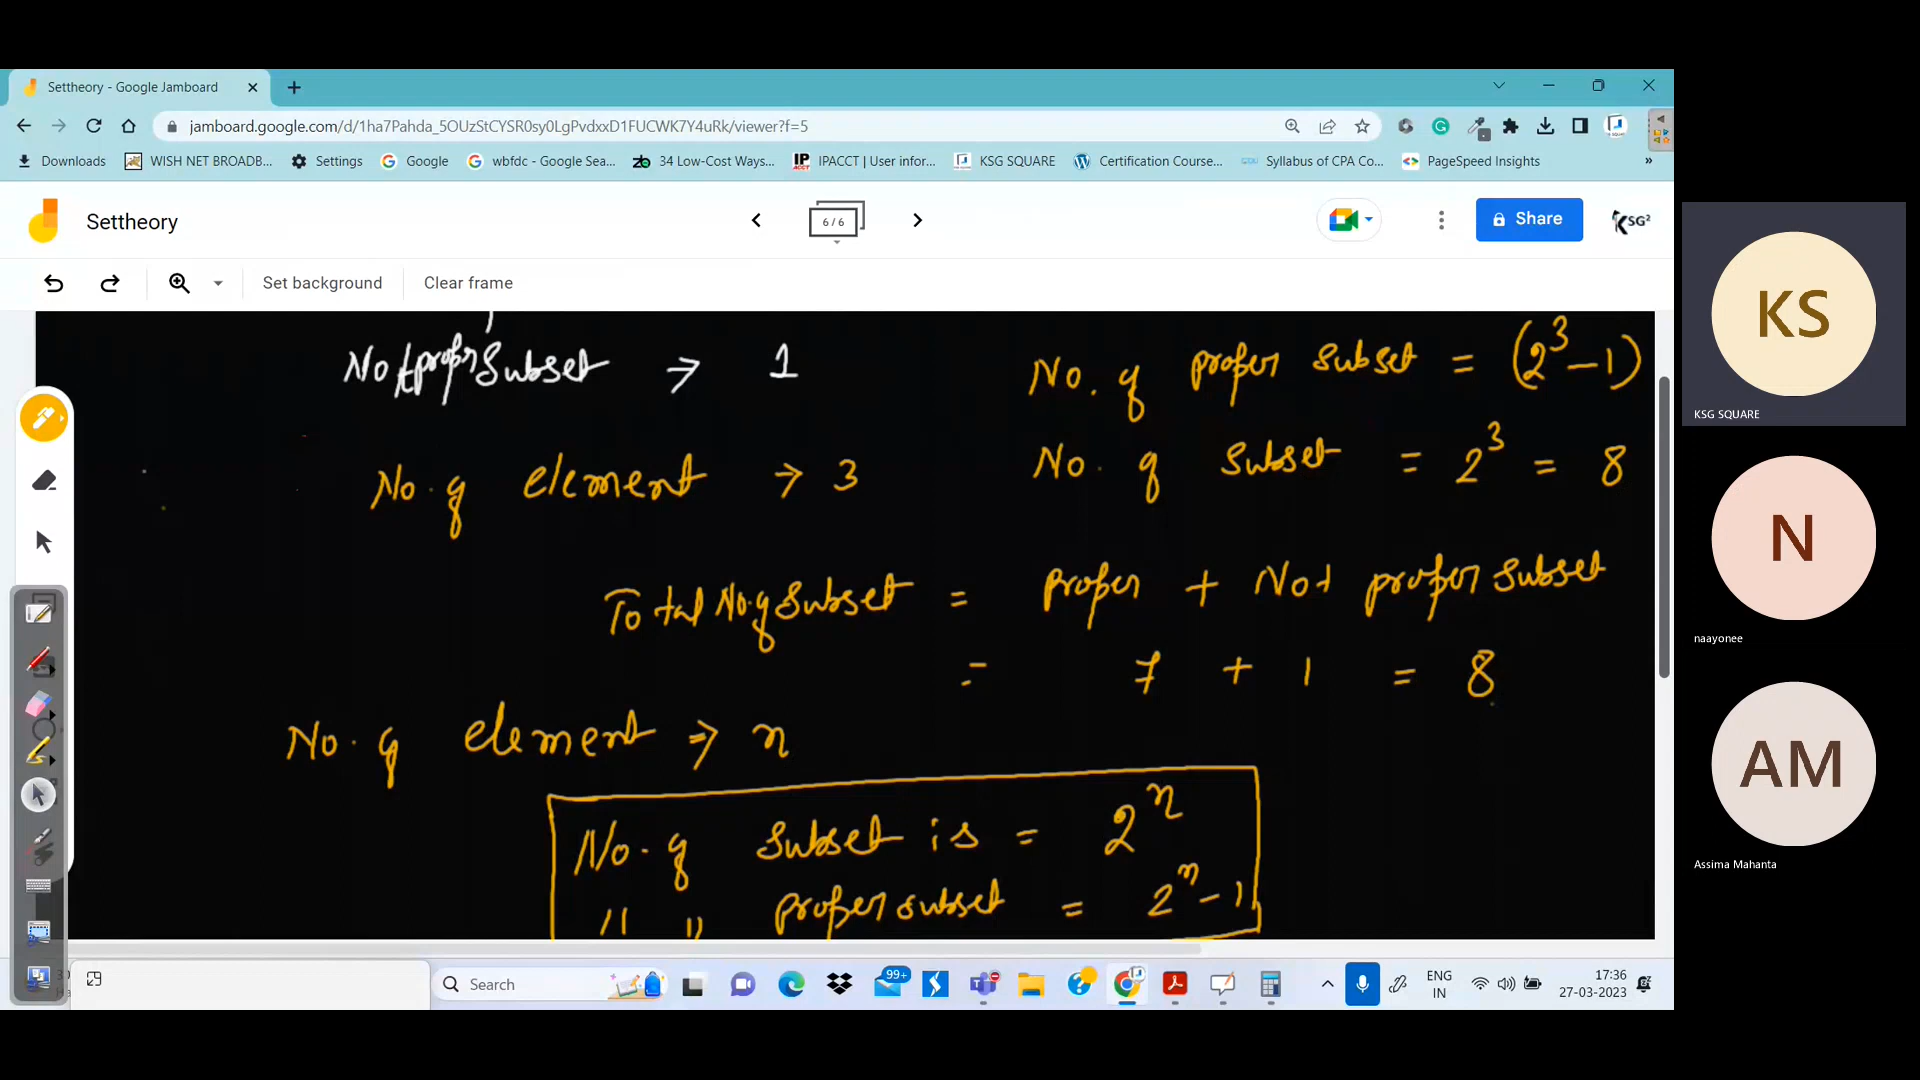 Settheory - Google Jamboard
jamboard.google.com/d/1ha7Pahda_5OUzStCYSR0sy0LgPvdxxD1FUCWK7Y4uRk/viewer?f=5
Downloads WISH NET BROADB... Settings Google wbfdc - Google Sea... 34 Low-Cost Ways... IPACCT | User infor... KSG SQUARE Certification Course... Syllabus of CPA Co... PageSpeed Insights »
Settheory
6 / 6
Share
KSG²
Set background
Clear frame
Not proper Subset → 1
No. of proper subset = (2³ – 1)
No. of element → 3
No. of subset = 2³ = 8
Total No. of Subset = proper + Not proper subset
= 7 + 1 = 8
No. of element ⇒ n
No. of subset is = 2ⁿ
" " proper subset = 2ⁿ – 1
KS
KSG SQUARE
N
naayonee
AM
Assima Mahanta
Search
99+
ENG
IN
17:36
27-03-2023